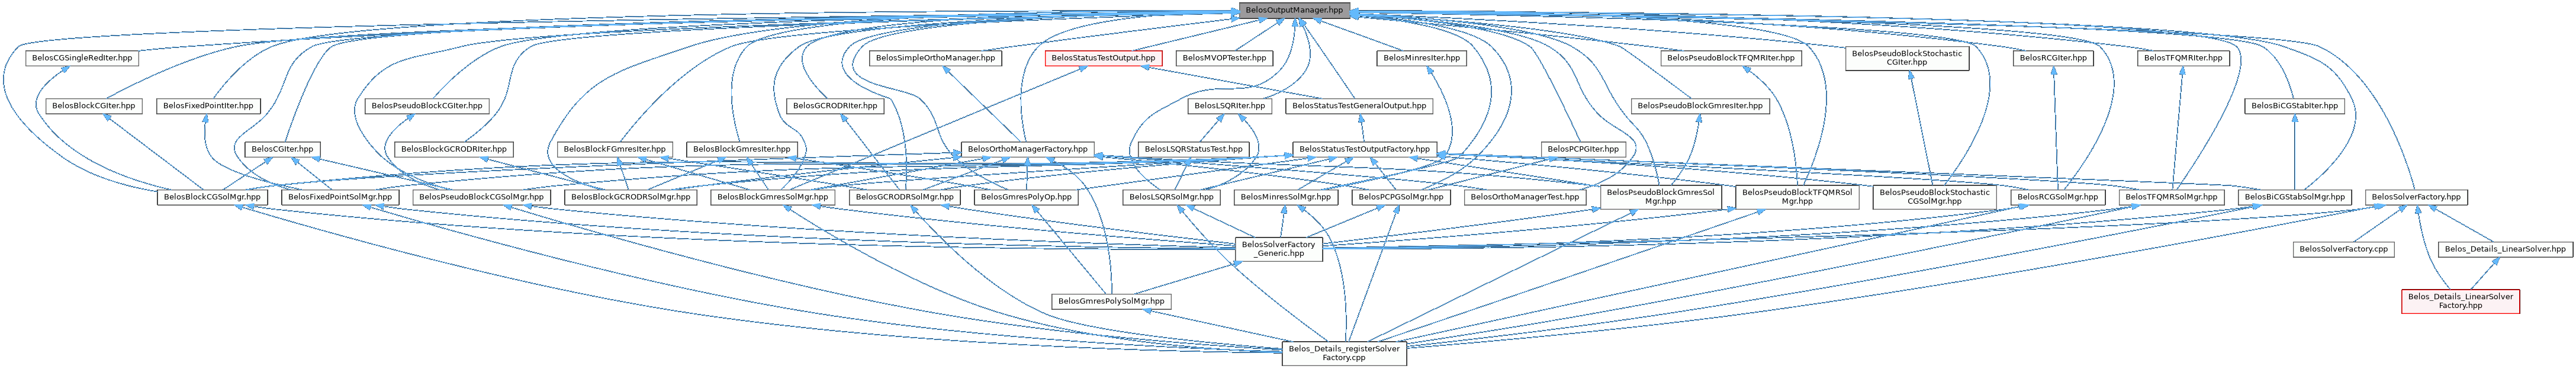 BelosOutputManager.hpp
BelosCGSingleRedIter.hpp
BelosSimpleOrthoManager.hpp
BelosStatusTestOutput.hpp
BelosMVOPTester.hpp
BelosMinresIter.hpp
BelosPseudoBlockTFQMRIter.hpp
BelosPseudoBlockStochastic
CGIter.hpp
BelosRCGIter.hpp
BelosTFQMRIter.hpp
BelosBlockCGIter.hpp
BelosFixedPointIter.hpp
BelosPseudoBlockCGIter.hpp
BelosGCRODRIter.hpp
BelosLSQRIter.hpp
BelosStatusTestGeneralOutput.hpp
BelosPseudoBlockGmresIter.hpp
BelosBiCGStabIter.hpp
BelosCGIter.hpp
BelosBlockGCRODRIter.hpp
BelosBlockFGmresIter.hpp
BelosBlockGmresIter.hpp
BelosOrthoManagerFactory.hpp
BelosLSQRStatusTest.hpp
BelosStatusTestOutputFactory.hpp
BelosPCPGIter.hpp
BelosBlockCGSolMgr.hpp
BelosFixedPointSolMgr.hpp
BelosPseudoBlockCGSolMgr.hpp
BelosBlockGCRODRSolMgr.hpp
BelosBlockGmresSolMgr.hpp
BelosGCRODRSolMgr.hpp
BelosGmresPolyOp.hpp
BelosLSQRSolMgr.hpp
BelosMinresSolMgr.hpp
BelosPCPGSolMgr.hpp
BelosOrthoManagerTest.hpp
BelosPseudoBlockGmresSol
Mgr.hpp
BelosPseudoBlockTFQMRSol
Mgr.hpp
BelosPseudoBlockStochastic
CGSolMgr.hpp
BelosRCGSolMgr.hpp
BelosTFQMRSolMgr.hpp
BelosBiCGStabSolMgr.hpp
BelosSolverFactory.hpp
BelosSolverFactory
_Generic.hpp
BelosSolverFactory.cpp
Belos_Details_LinearSolver.hpp
BelosGmresPolySolMgr.hpp
Belos_Details_LinearSolver
Factory.hpp
Belos_Details_registerSolver
Factory.cpp